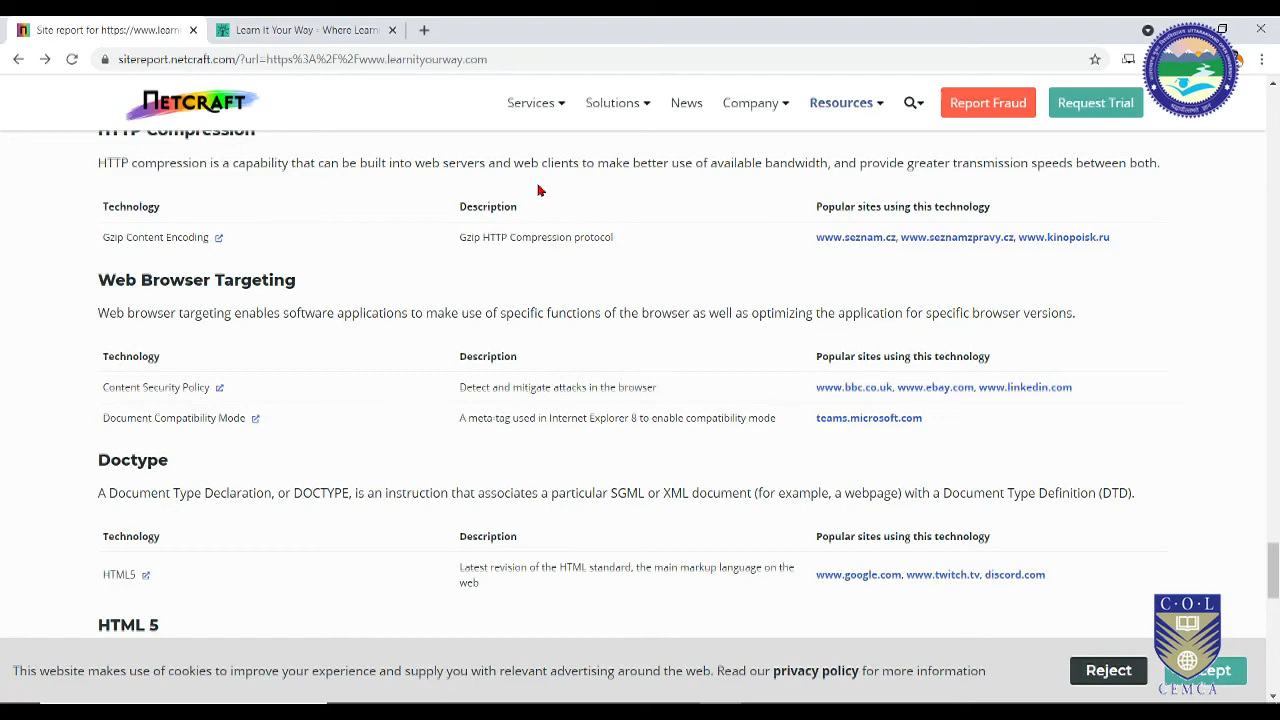 Site report for https://www.learni
Learn It Your Way - Where Learni
sitereport.netcraft.com/?url=https%3A%2F%2Fwww.learnityourway.com
NETCRAFT
Services
Solutions
News
Company
Resources
Report Fraud
Request Trial
HTTP Compression
HTTP compression is a capability that can be built into web servers and web clients to make better use of available bandwidth, and provide greater transmission speeds between both.
Technology Description Popular sites using this technology
Gzip Content Encoding Gzip HTTP Compression protocol www.seznam.cz, www.seznamzpravy.cz, www.kinopoisk.ru
Web Browser Targeting
Web browser targeting enables software applications to make use of specific functions of the browser as well as optimizing the application for specific browser versions.
Technology Description Popular sites using this technology
Content Security Policy Detect and mitigate attacks in the browser www.bbc.co.uk, www.ebay.com, www.linkedin.com
Document Compatibility Mode A meta-tag used in Internet Explorer 8 to enable compatibility mode teams.microsoft.com
Doctype
A Document Type Declaration, or DOCTYPE, is an instruction that associates a particular SGML or XML document (for example, a webpage) with a Document Type Definition (DTD).
Technology Description Popular sites using this technology
HTML5 Latest revision of the HTML standard, the main markup language on the
web
www.google.com, www.twitch.tv, discord.com
HTML 5
C·O·L
CEMCA
This website makes use of cookies to improve your experience and supply you with relevant advertising around the web. Read our privacy policy for more information
Reject